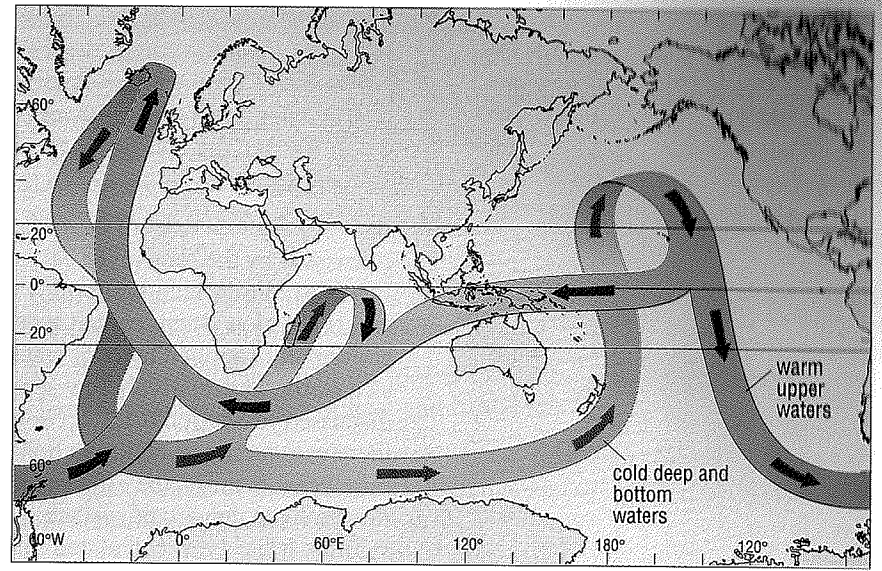 60°
20°
0°
20°
60°
60°W
0°
60°E
120°
180°
120°
warm
upper
waters
cold deep and
bottom
waters